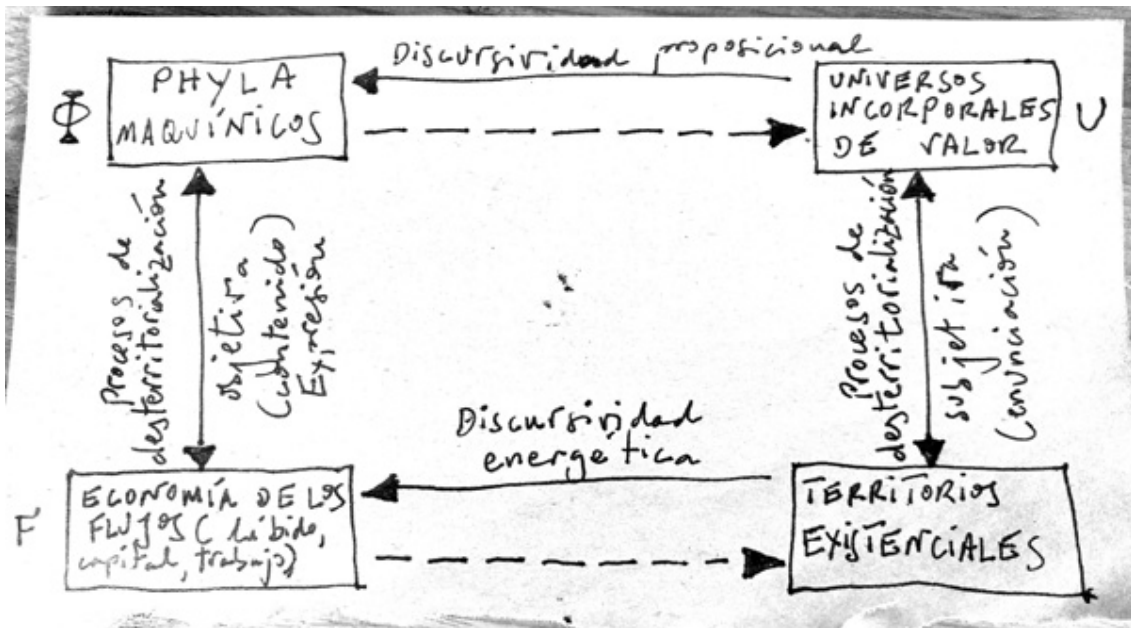 Discursividad proposicional
Φ
PHYLA
MAQUÍNICOS
UNIVERSOS
INCORPORALES
DE VALOR
U
Procesos de
desterritorialización
objetiva
(contenido)
Expresión
Procesos de
desterritorialización
subjetiva
(enunciación)
Discursividad
energética
F
ECONOMÍA DE LOS
FLUJOS (libido,
capital, trabajo)
TERRITORIOS
EXISTENCIALES